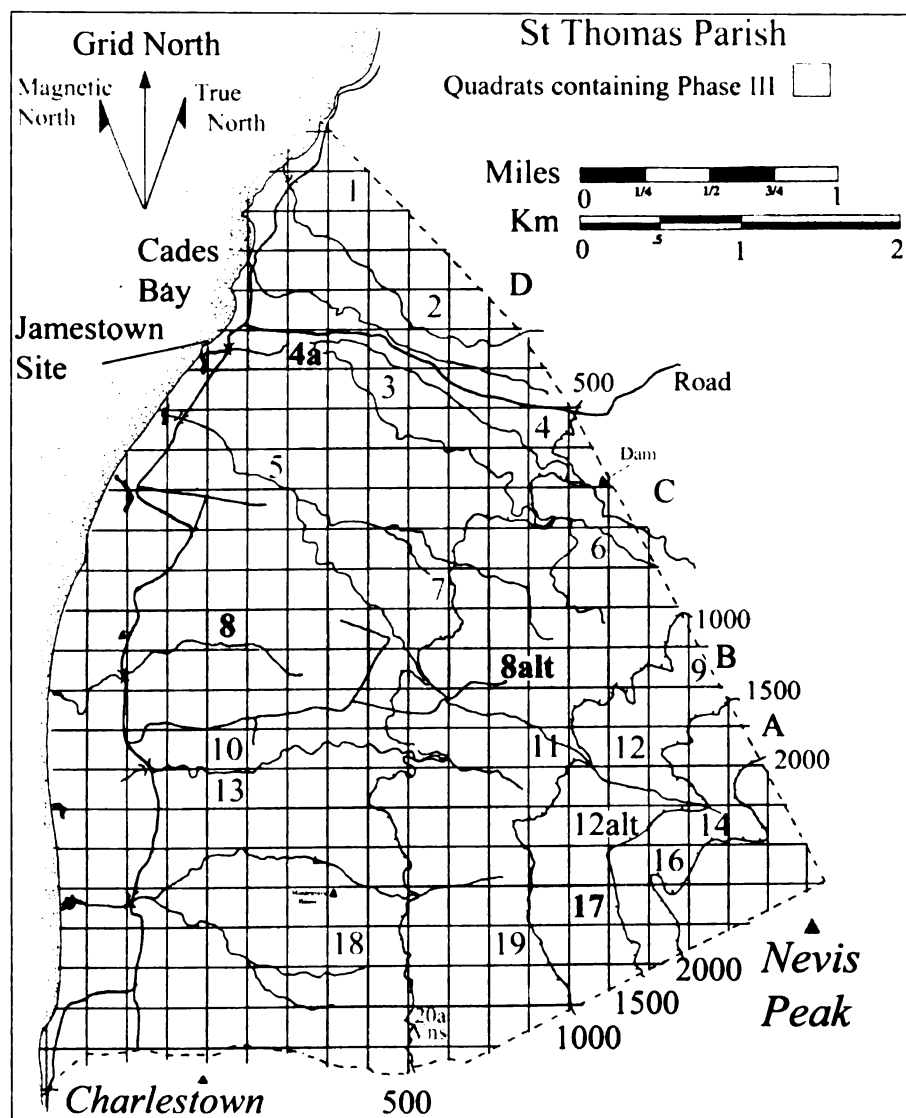 St Thomas Parish
Grid North
Magnetic North
True North
Quadrats containing Phase III
Miles
0 1/4 1/2 3/4 1
Km
0 .5 1 2
1
Cades Bay
D
2
Jamestown Site
4a
3
500
Road
4
Dam
5
C
6
7
8
1000
8alt
B
9
1500
A
10
11
12
2000
13
12alt
14
16
17
18
19
Nevis Peak
2000
1500
20a
1000
Charlestown
500